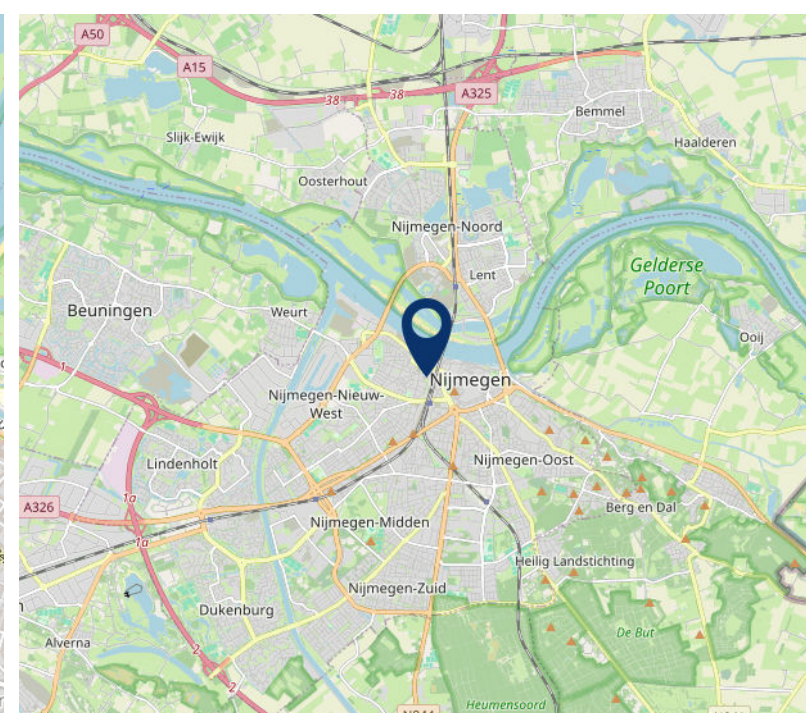 A50
A15
38
38
A325
Bemmel
Slijk-Ewijk
Haalderen
Oosterhout
Nijmegen-Noord
Lent
Gelderse
Poort
Beuningen
Weurt
Ooij
1
Nijmegen
Nijmegen-Nieuw-
West
Lindenholt
Nijmegen-Oost
1a
A326
Berg en Dal
Nijmegen-Midden
1a
Heilig Landstichting
Nijmegen-Zuid
Dukenburg
De But
Alverna
2
2
Heumensoord